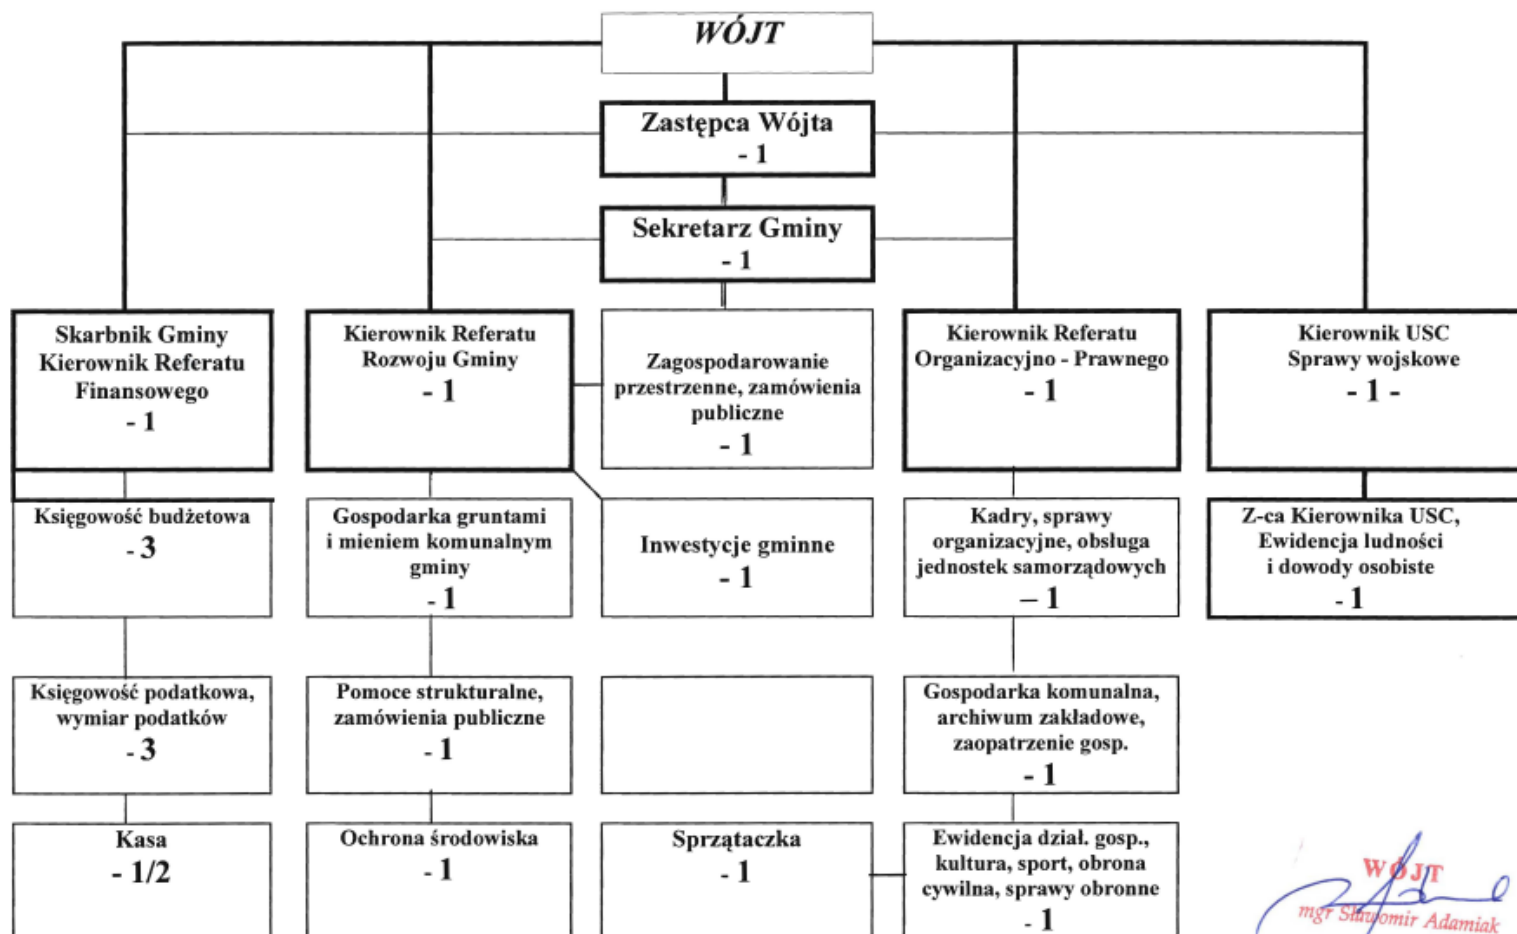 WÓJT
Zastępca Wójta
- 1
Sekretarz Gminy
- 1
Skarbnik Gminy
Kierownik Referatu
Finansowego
- 1
Kierownik Referatu
Rozwoju Gminy
- 1
Zagospodarowanie
przestrzenne, zamówienia
publiczne
- 1
Kierownik Referatu
Organizacyjno - Prawnego
- 1
Kierownik USC
Sprawy wojskowe
- 1 -
Księgowość budżetowa
- 3
Gospodarka gruntami
i mieniem komunalnym
gminy
- 1
Inwestycje gminne
- 1
Kadry, sprawy
organizacyjne, obsługa
jednostek samorządowych
– 1
Z-ca Kierownika USC,
Ewidencja ludności
i dowody osobiste
- 1
Księgowość podatkowa,
wymiar podatków
- 3
Pomoce strukturalne,
zamówienia publiczne
- 1
Gospodarka komunalna,
archiwum zakładowe,
zaopatrzenie gosp.
- 1
Kasa
- 1/2
Ochrona środowiska
- 1
Sprzątaczka
- 1
Ewidencja dział. gosp.,
kultura, sport, obrona
cywilna, sprawy obronne
- 1
WÓJT
mgr Sławomir Adamiak